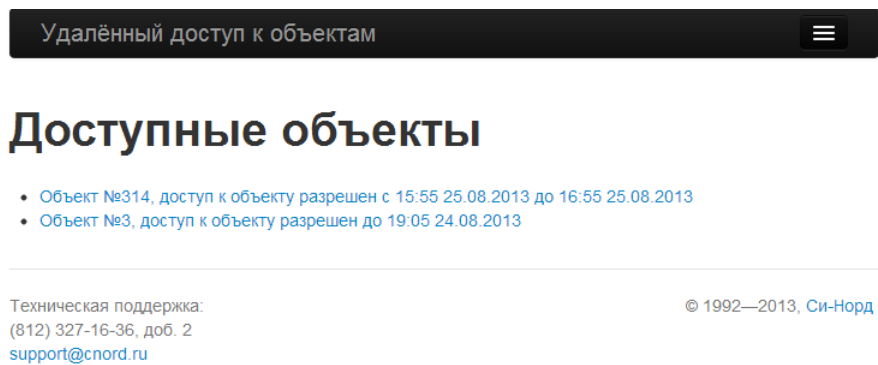 Удалённый доступ к объектам
Доступные объекты
Объект №314, доступ к объекту разрешен с 15:55 25.08.2013 до 16:55 25.08.2013
Объект №3, доступ к объекту разрешен до 19:05 24.08.2013
Техническая поддержка:
© 1992—2013, Си-Норд
(812) 327-16-36, доб. 2
support@cnord.ru